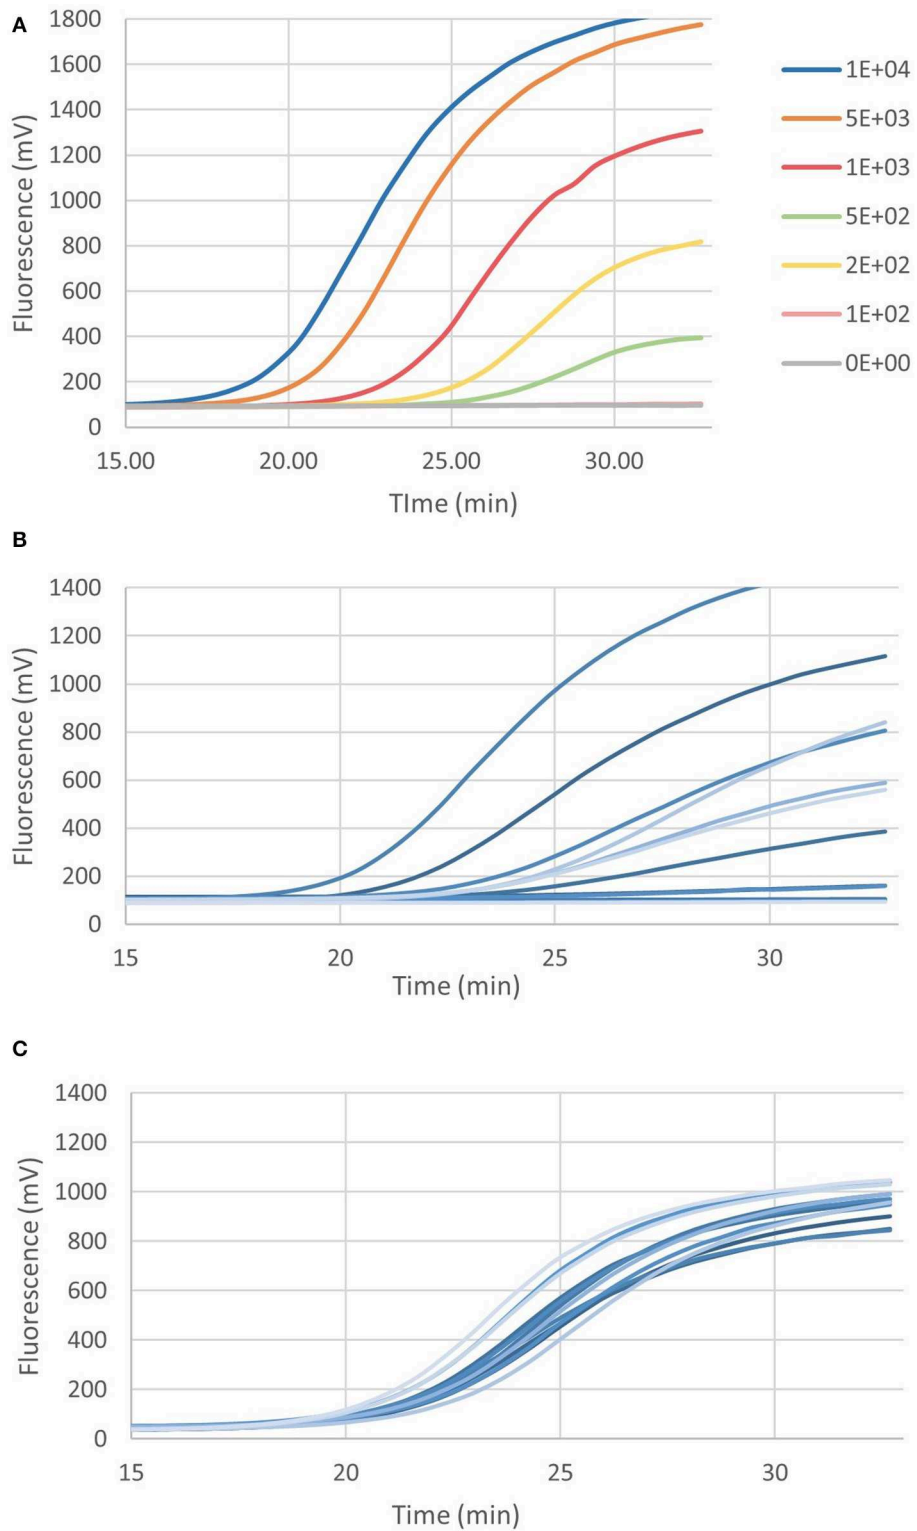 A
1800
1600
1400
1200
1000
800
600
400
200
0
Fluorescence (mV)
15.00 20.00 25.00 30.00
TIme (min)
1E+04
5E+03
1E+03
5E+02
2E+02
1E+02
0E+00
B
1400
1200
1000
800
600
400
200
0
Fluorescence (mV)
15 20 25 30
Time (min)
C
1400
1200
1000
800
600
400
200
0
Fluorescence (mV)
15 20 25 30
Time (min)